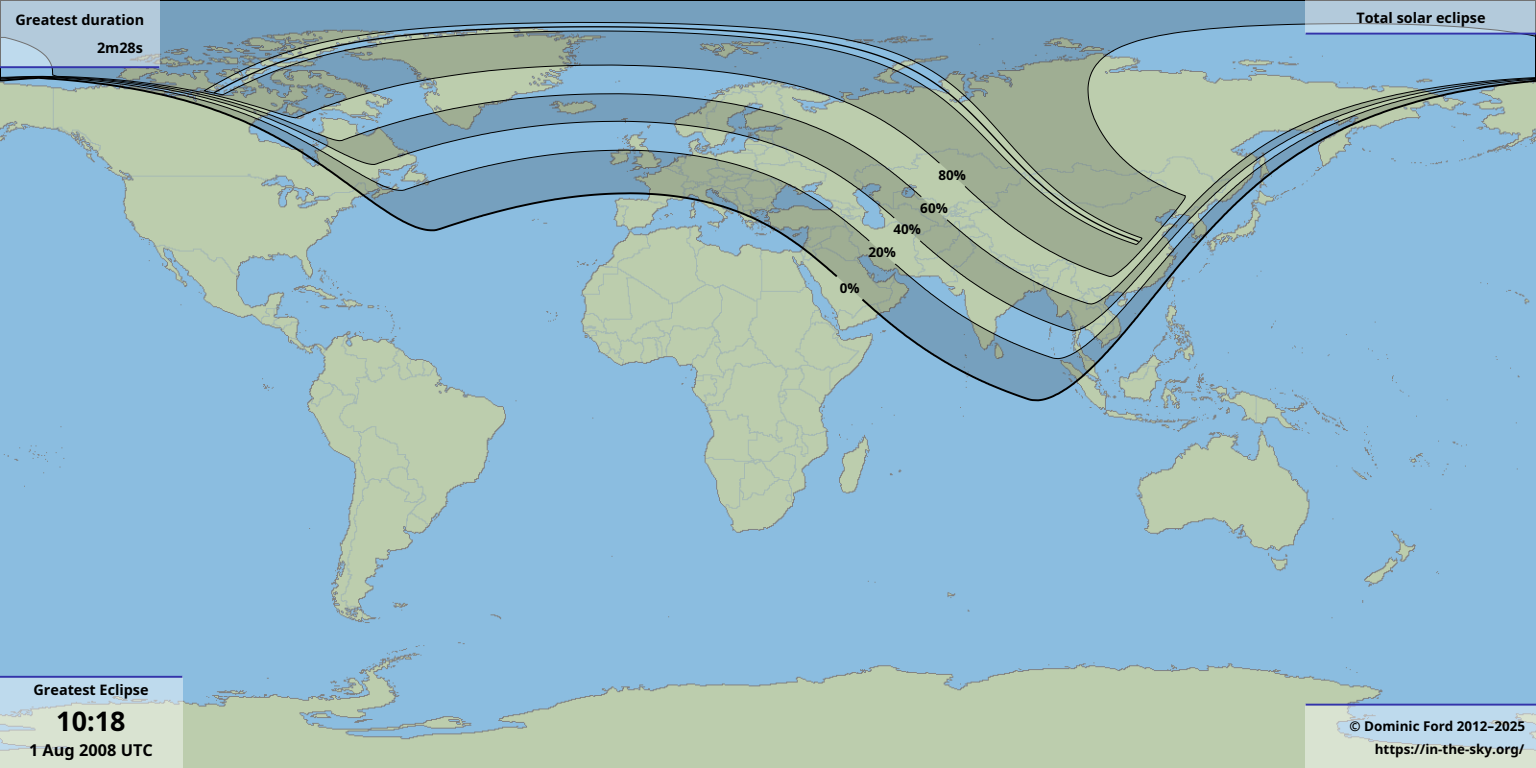 Greatest duration
2m28s
Total solar eclipse
80%
60%
40%
20%
0%
Greatest Eclipse
10:18
1 Aug 2008 UTC
© Dominic Ford 2012–2025
https://in-the-sky.org/